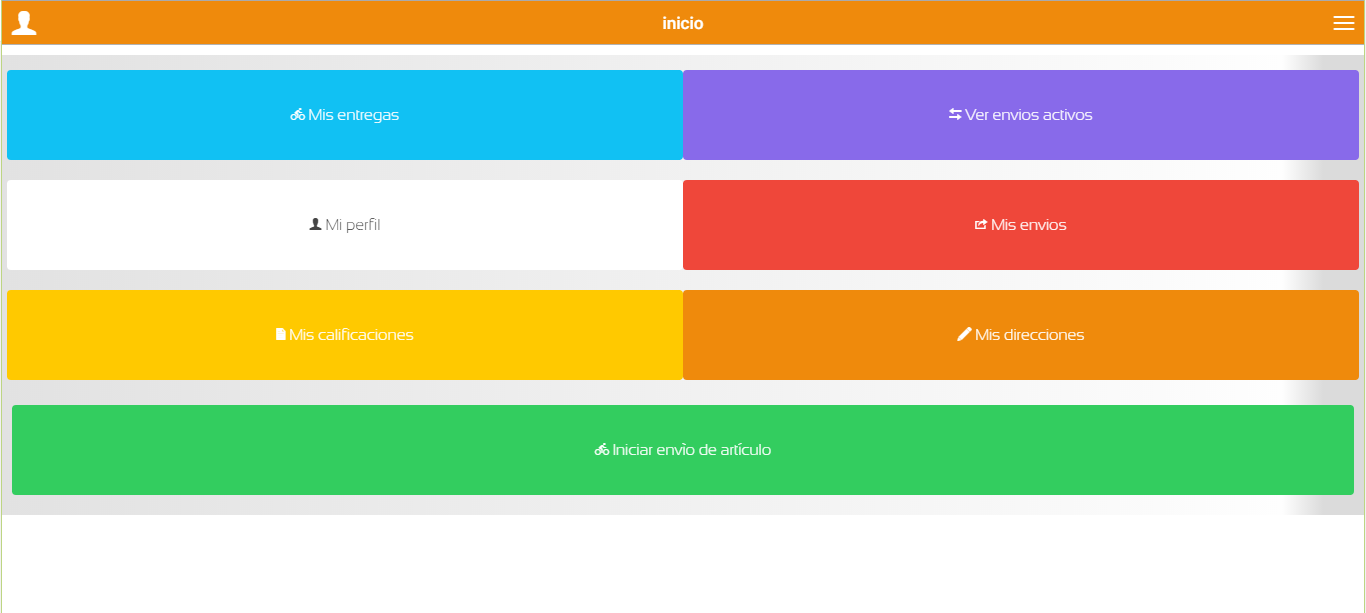 inicio
Mis entregas
Ver envios activos
Mi perfil
Mis envios
Mis calificaciones
Mis direcciones
Iniciar envìo de artículo